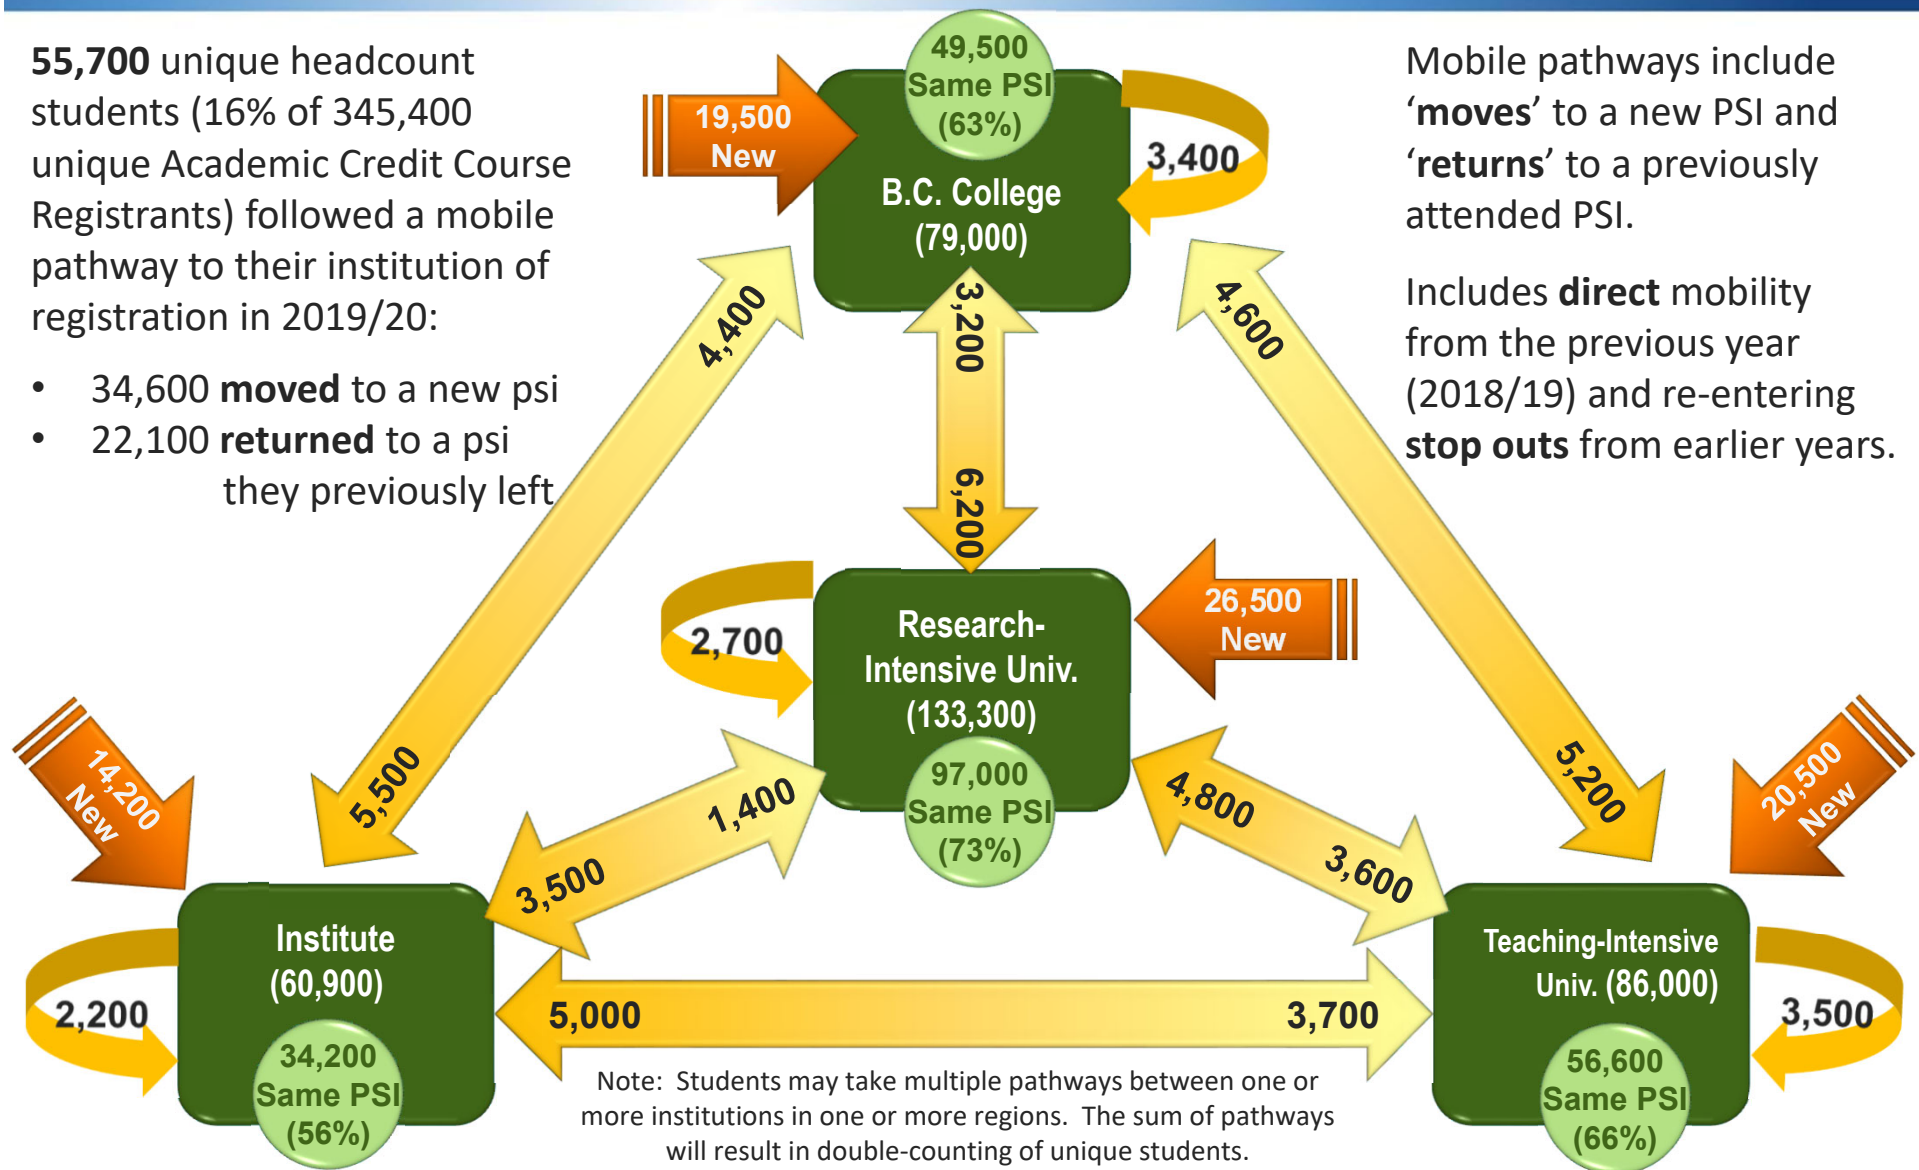 55,700 unique headcount
students (16% of 345,400
unique Academic Credit Course
Registrants) followed a mobile
pathway to their institution of
registration in 2019/20:
• 34,600 moved to a new psi
• 22,100 returned to a psi
they previously left
Mobile pathways include
‘moves’ to a new PSI and
‘returns’ to a previously
attended PSI.
Includes direct mobility
from the previous year
(2018/19) and re-entering
stop outs from earlier years.
49,500
Same PSI
(63%)
19,500
New
B.C. College
(79,000)
3,400
4,400
5,500
3,200
6,200
4,600
5,200
Research-
Intensive Univ.
(133,300)
97,000
Same PSI
(73%)
2,700
26,500
New
1,400
3,500
4,800
3,600
14,200
New
Institute
(60,900)
34,200
Same PSI
(56%)
2,200
5,000
3,700
20,500
New
Teaching-Intensive
Univ. (86,000)
56,600
Same PSI
(66%)
3,500
Note: Students may take multiple pathways between one or
more institutions in one or more regions. The sum of pathways
will result in double-counting of unique students.